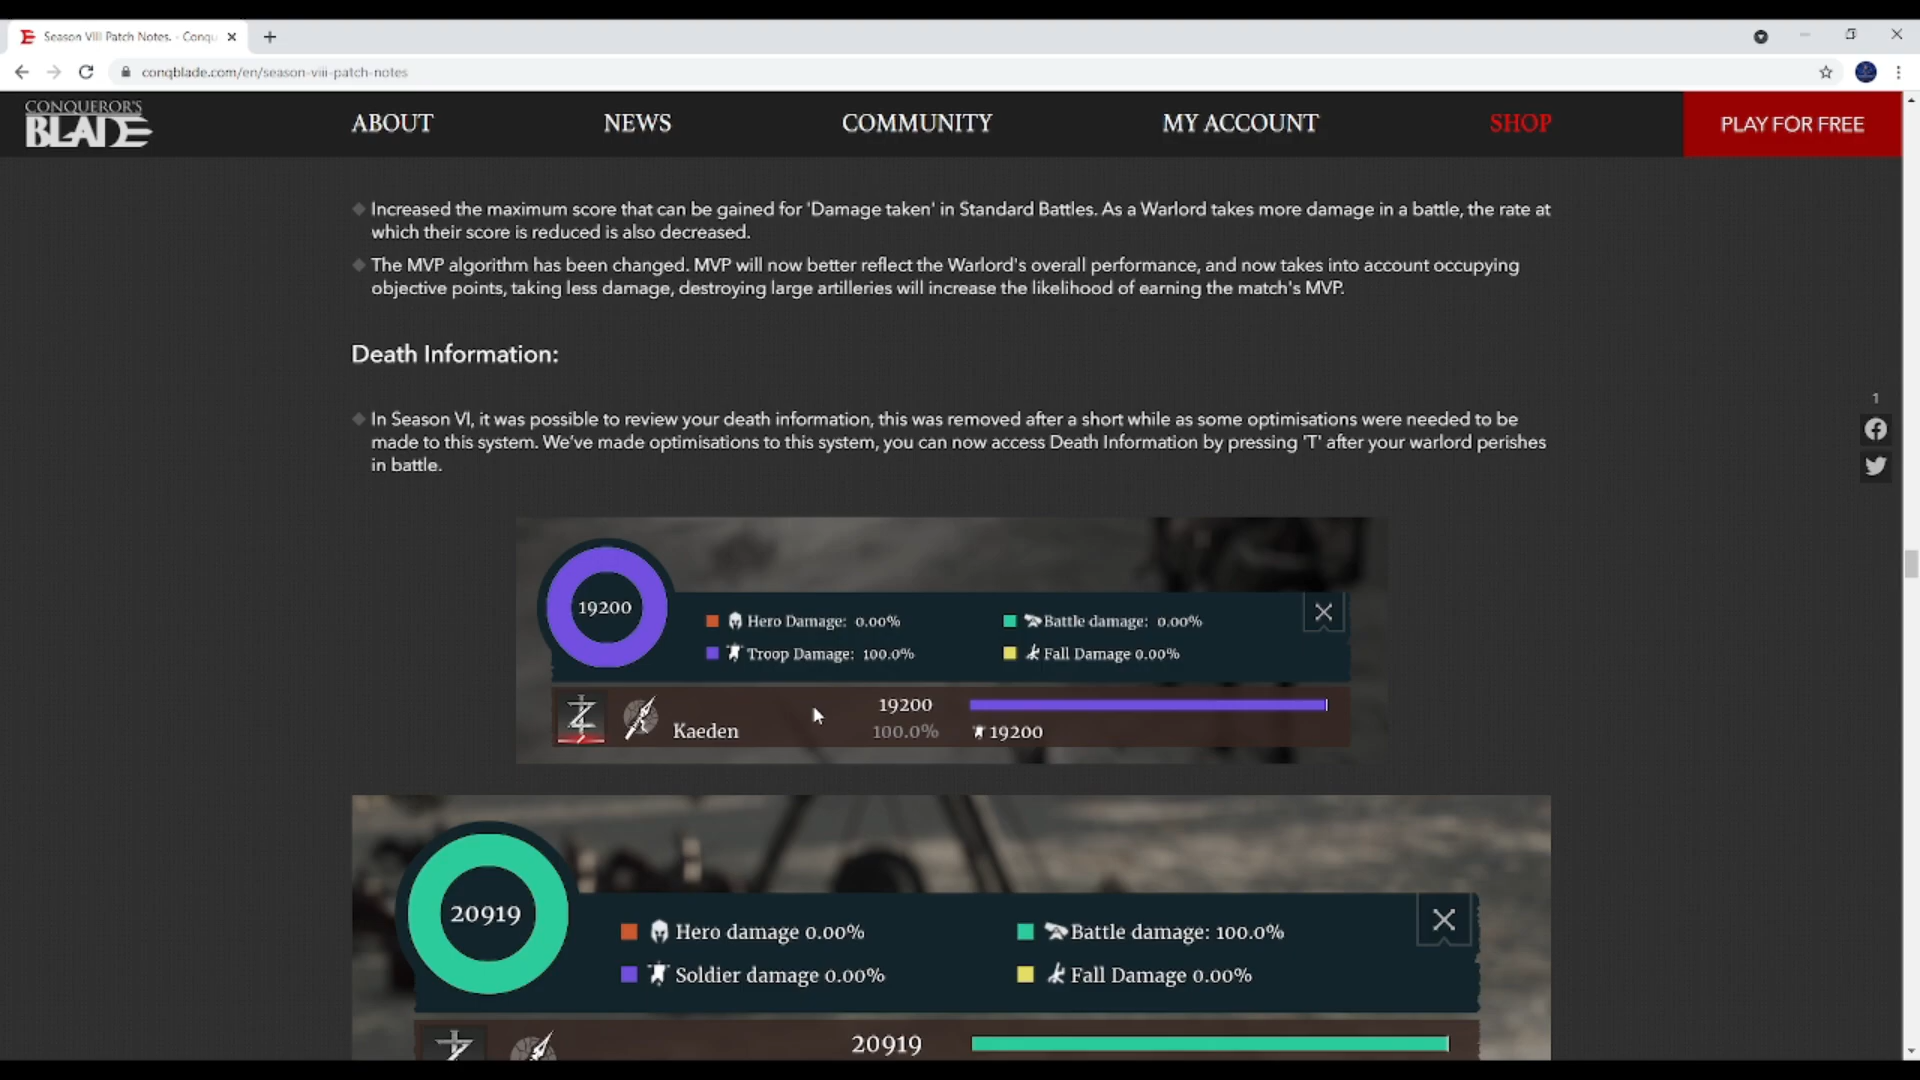 Season VIII Patch Notes. - Conqu
conqblade.com/en/season-viii-patch-notes
CONQUEROR'S
BLADE
ABOUT
NEWS
COMMUNITY
MY ACCOUNT
SHOP
PLAY FOR FREE
Increased the maximum score that can be gained for 'Damage taken' in Standard Battles. As a Warlord takes more damage in a battle, the rate at
which their score is reduced is also decreased.
The MVP algorithm has been changed. MVP will now better reflect the Warlord's overall performance, and now takes into account occupying
objective points, taking less damage, destroying large artilleries will increase the likelihood of earning the match's MVP.
Death Information:
In Season VI, it was possible to review your death information, this was removed after a short while as some optimisations were needed to be
made to this system. We've made optimisations to this system, you can now access Death Information by pressing 'T' after your warlord perishes
in battle.
1
19200
Hero Damage: 0.00%
Battle damage: 0.00%
Troop Damage: 100.0%
Fall Damage 0.00%
19200
Kaeden
100.0%
19200
20919
Hero damage 0.00%
Battle damage: 100.0%
Soldier damage 0.00%
Fall Damage 0.00%
20919